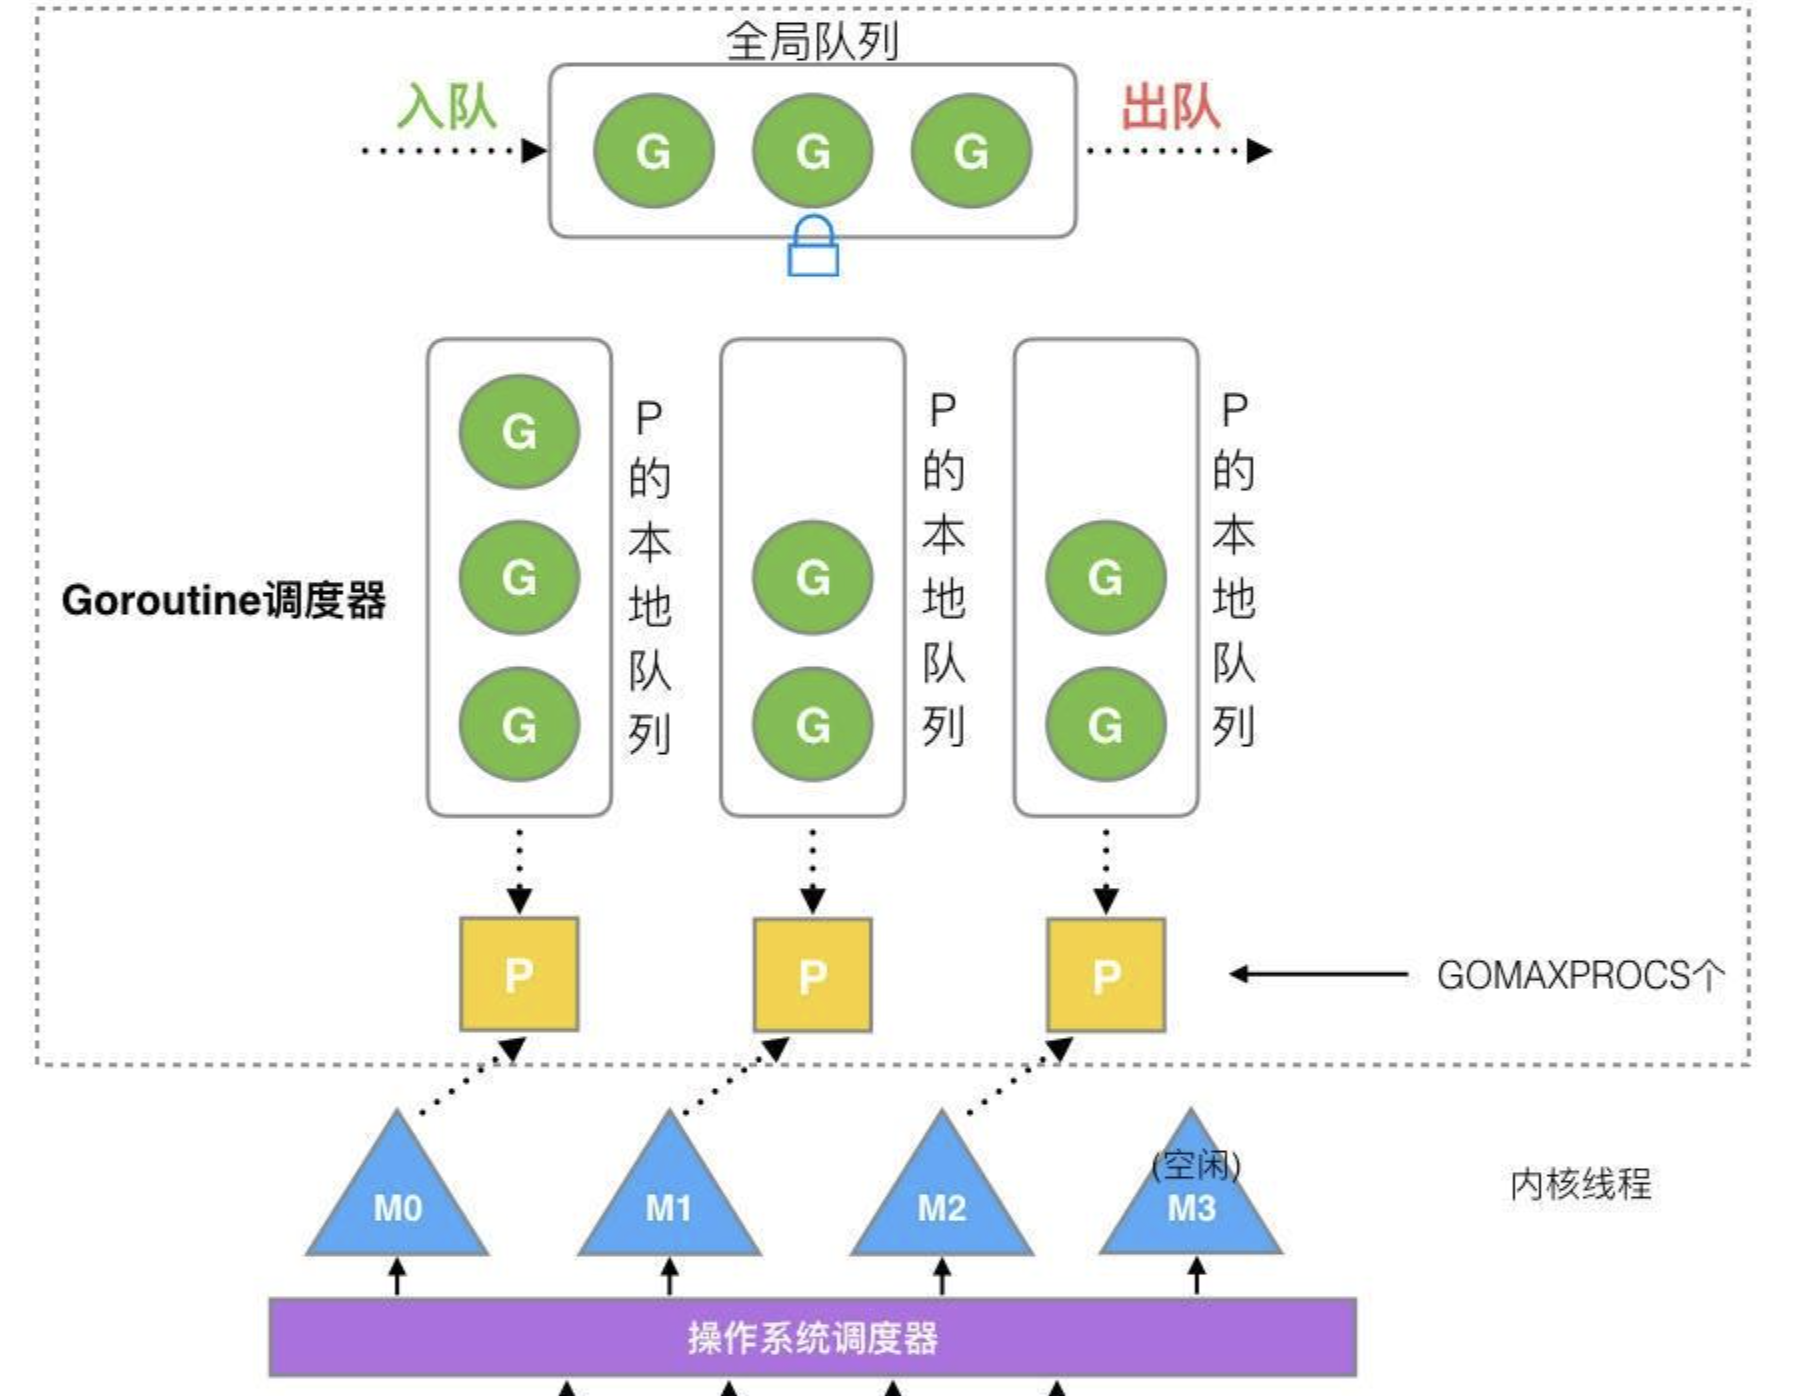 全局队列
入队
出队
G G G
G
G
G
P的本地队列
G
G
P的本地队列
G
G
P的本地队列
Goroutine调度器
P P P
GOMAXPROCS个
M0 M1 M2
(空闲)
M3
内核线程
操作系统调度器